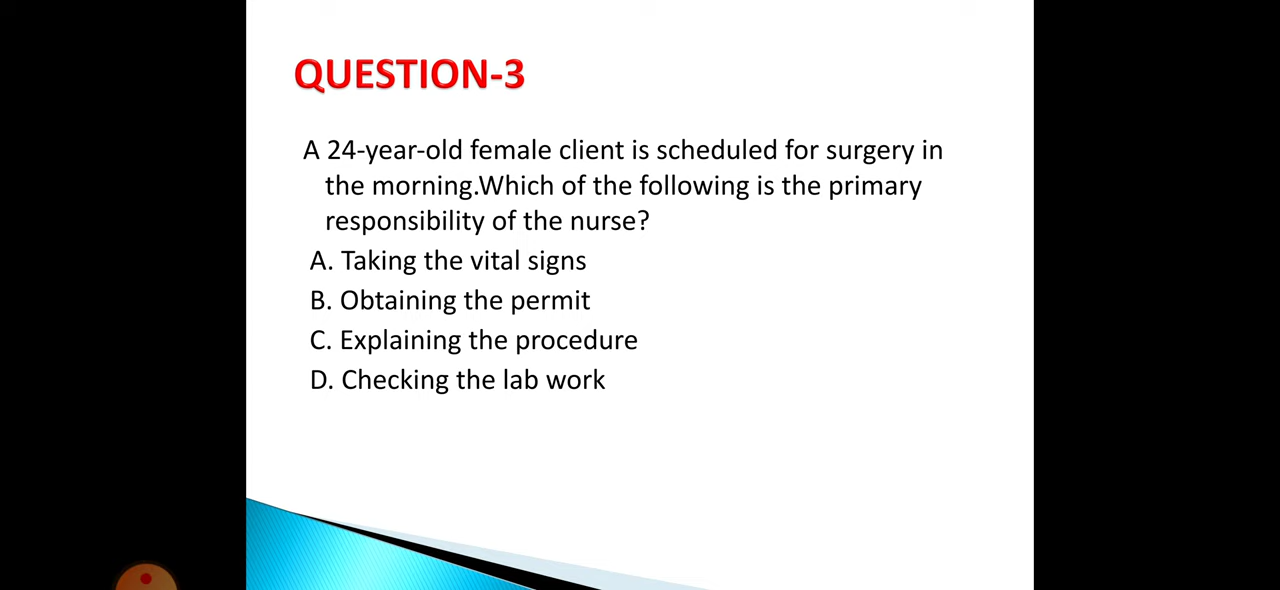 QUESTION-3
A 24-year-old female client is scheduled for surgery in
the morning.Which of the following is the primary
responsibility of the nurse?
A. Taking the vital signs
B. Obtaining the permit
C. Explaining the procedure
D. Checking the lab work